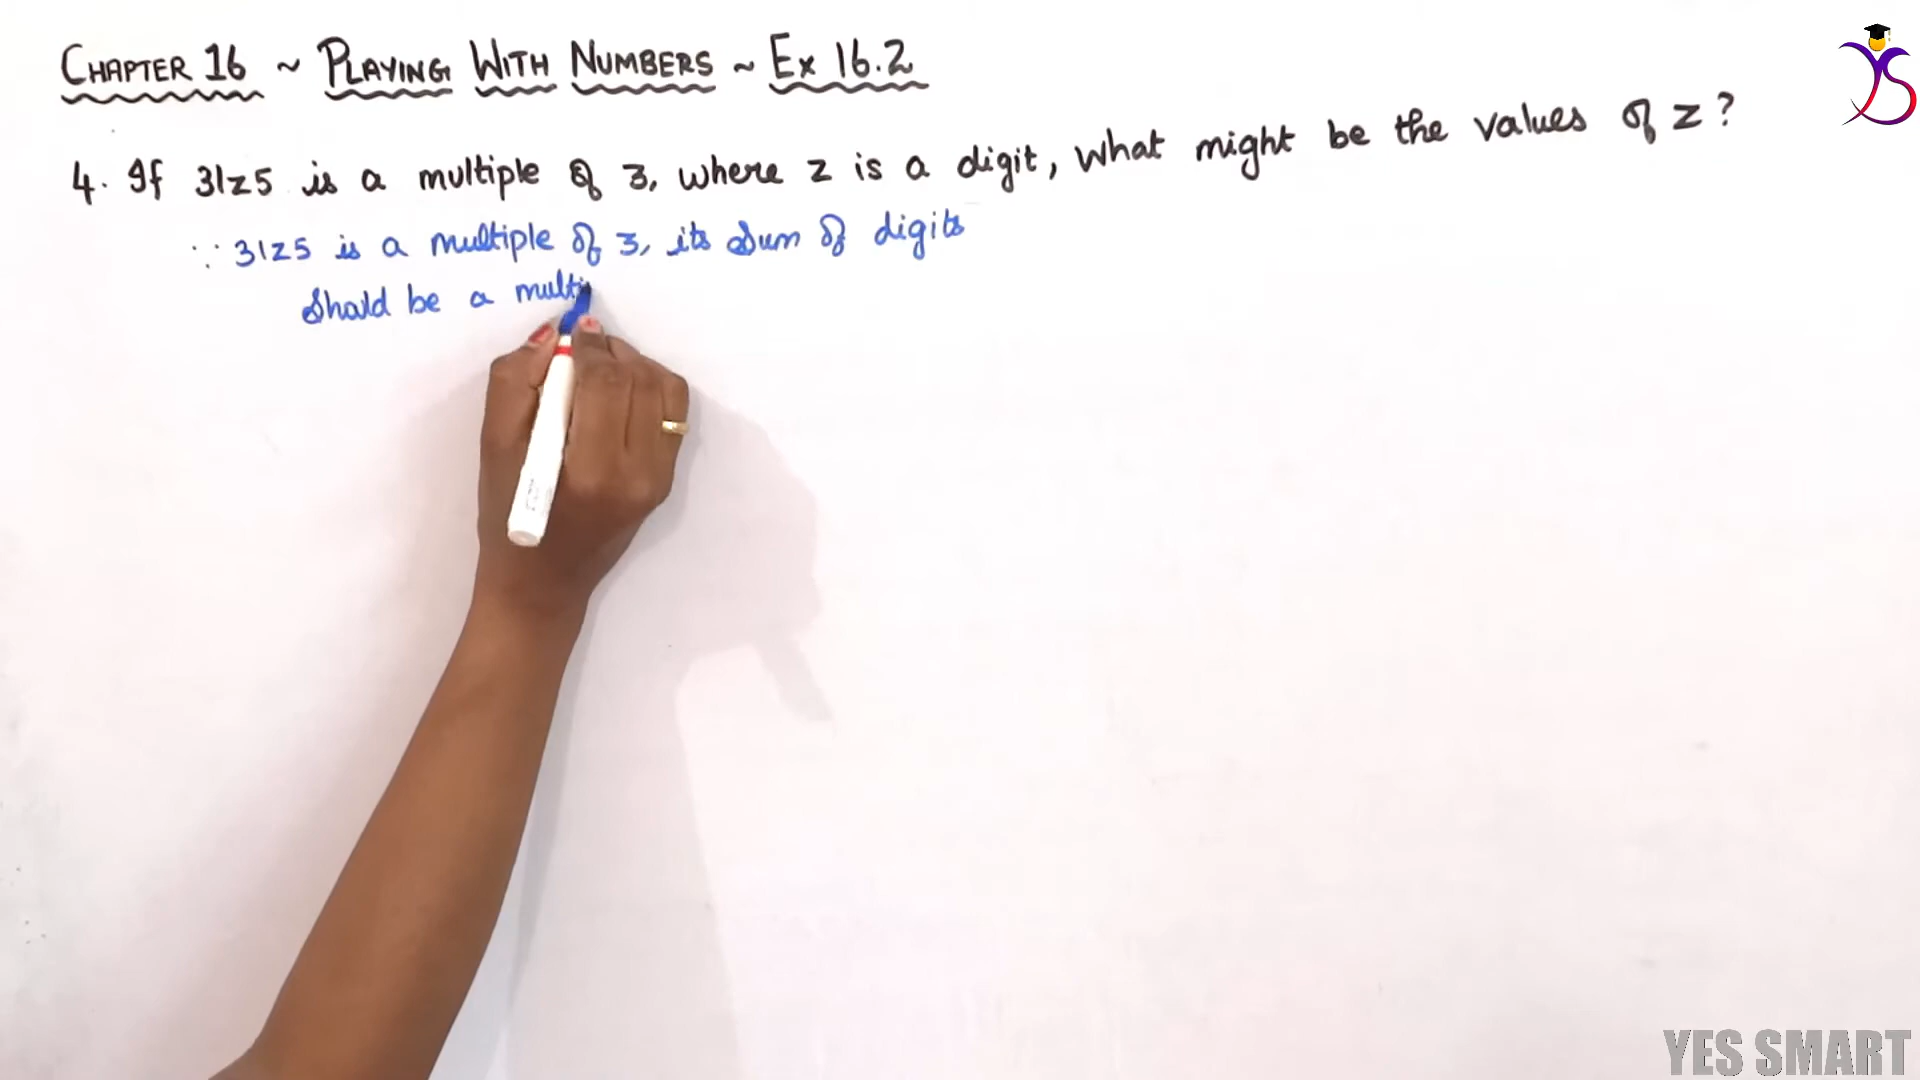 CHAPTER 16 ~ PLAYING WITH NUMBERS ~ Ex 16.2
4. If 31z5 is a multiple of 3, where z is a digit, what might be the values of z?
∵ 31z5 is a multiple of 3, its sum of digits
should be a multi
YES SMART